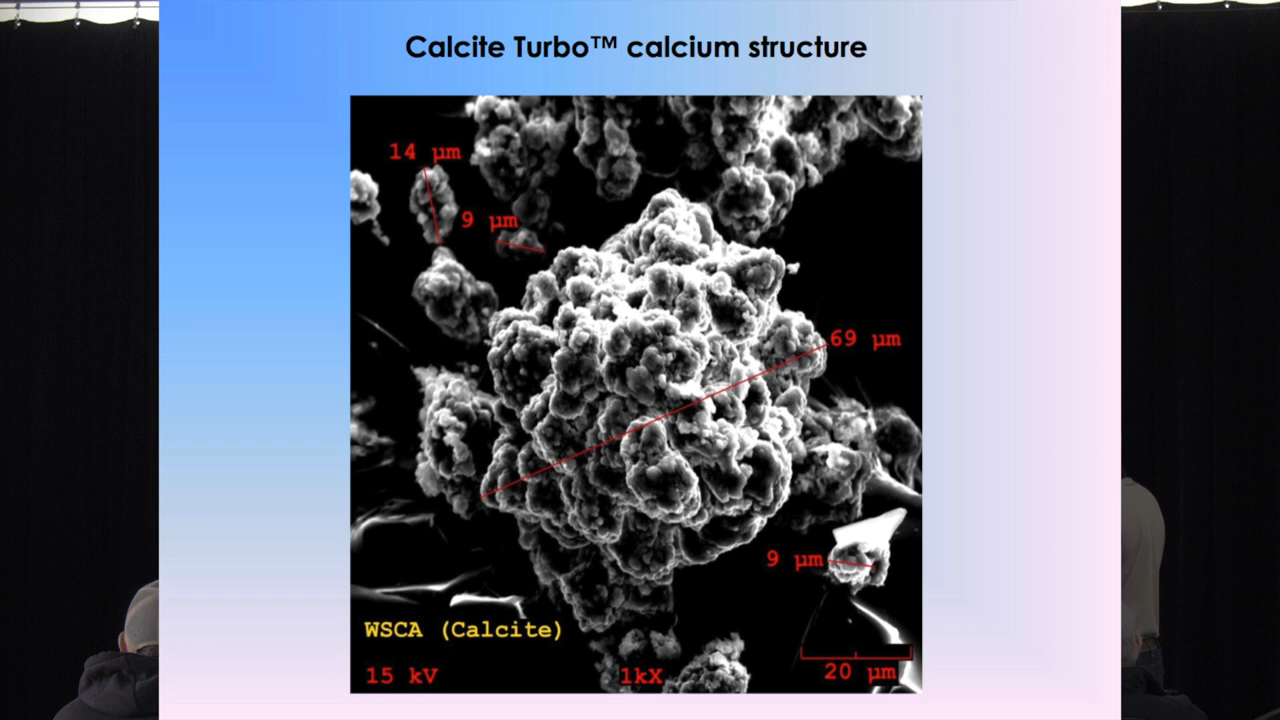 Calcite Turbo™ calcium structure
14 µm
9 µm
69 µm
9 µm
WSCA (Calcite)
15 kV
1kX
20 µm